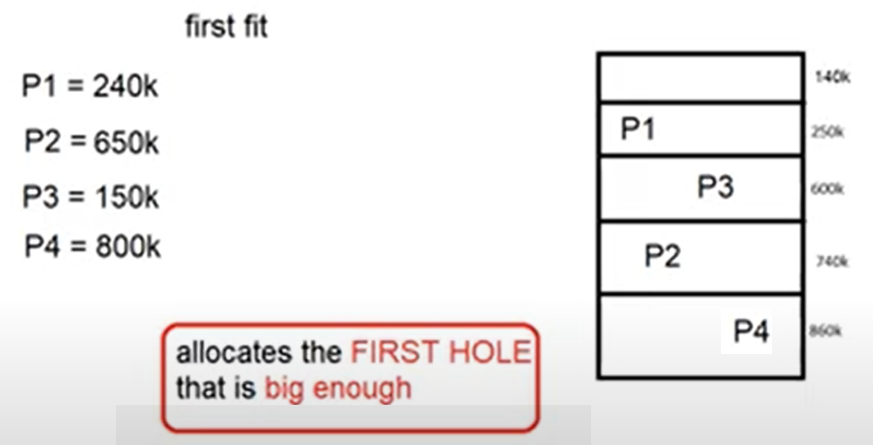 first fit
P1 = 240k
P2 = 650k
P3 = 150k
P4 = 800k
allocates the FIRST HOLE
that is big enough
140k
P1 250k
P3 600k
P2 740k
P4 860k